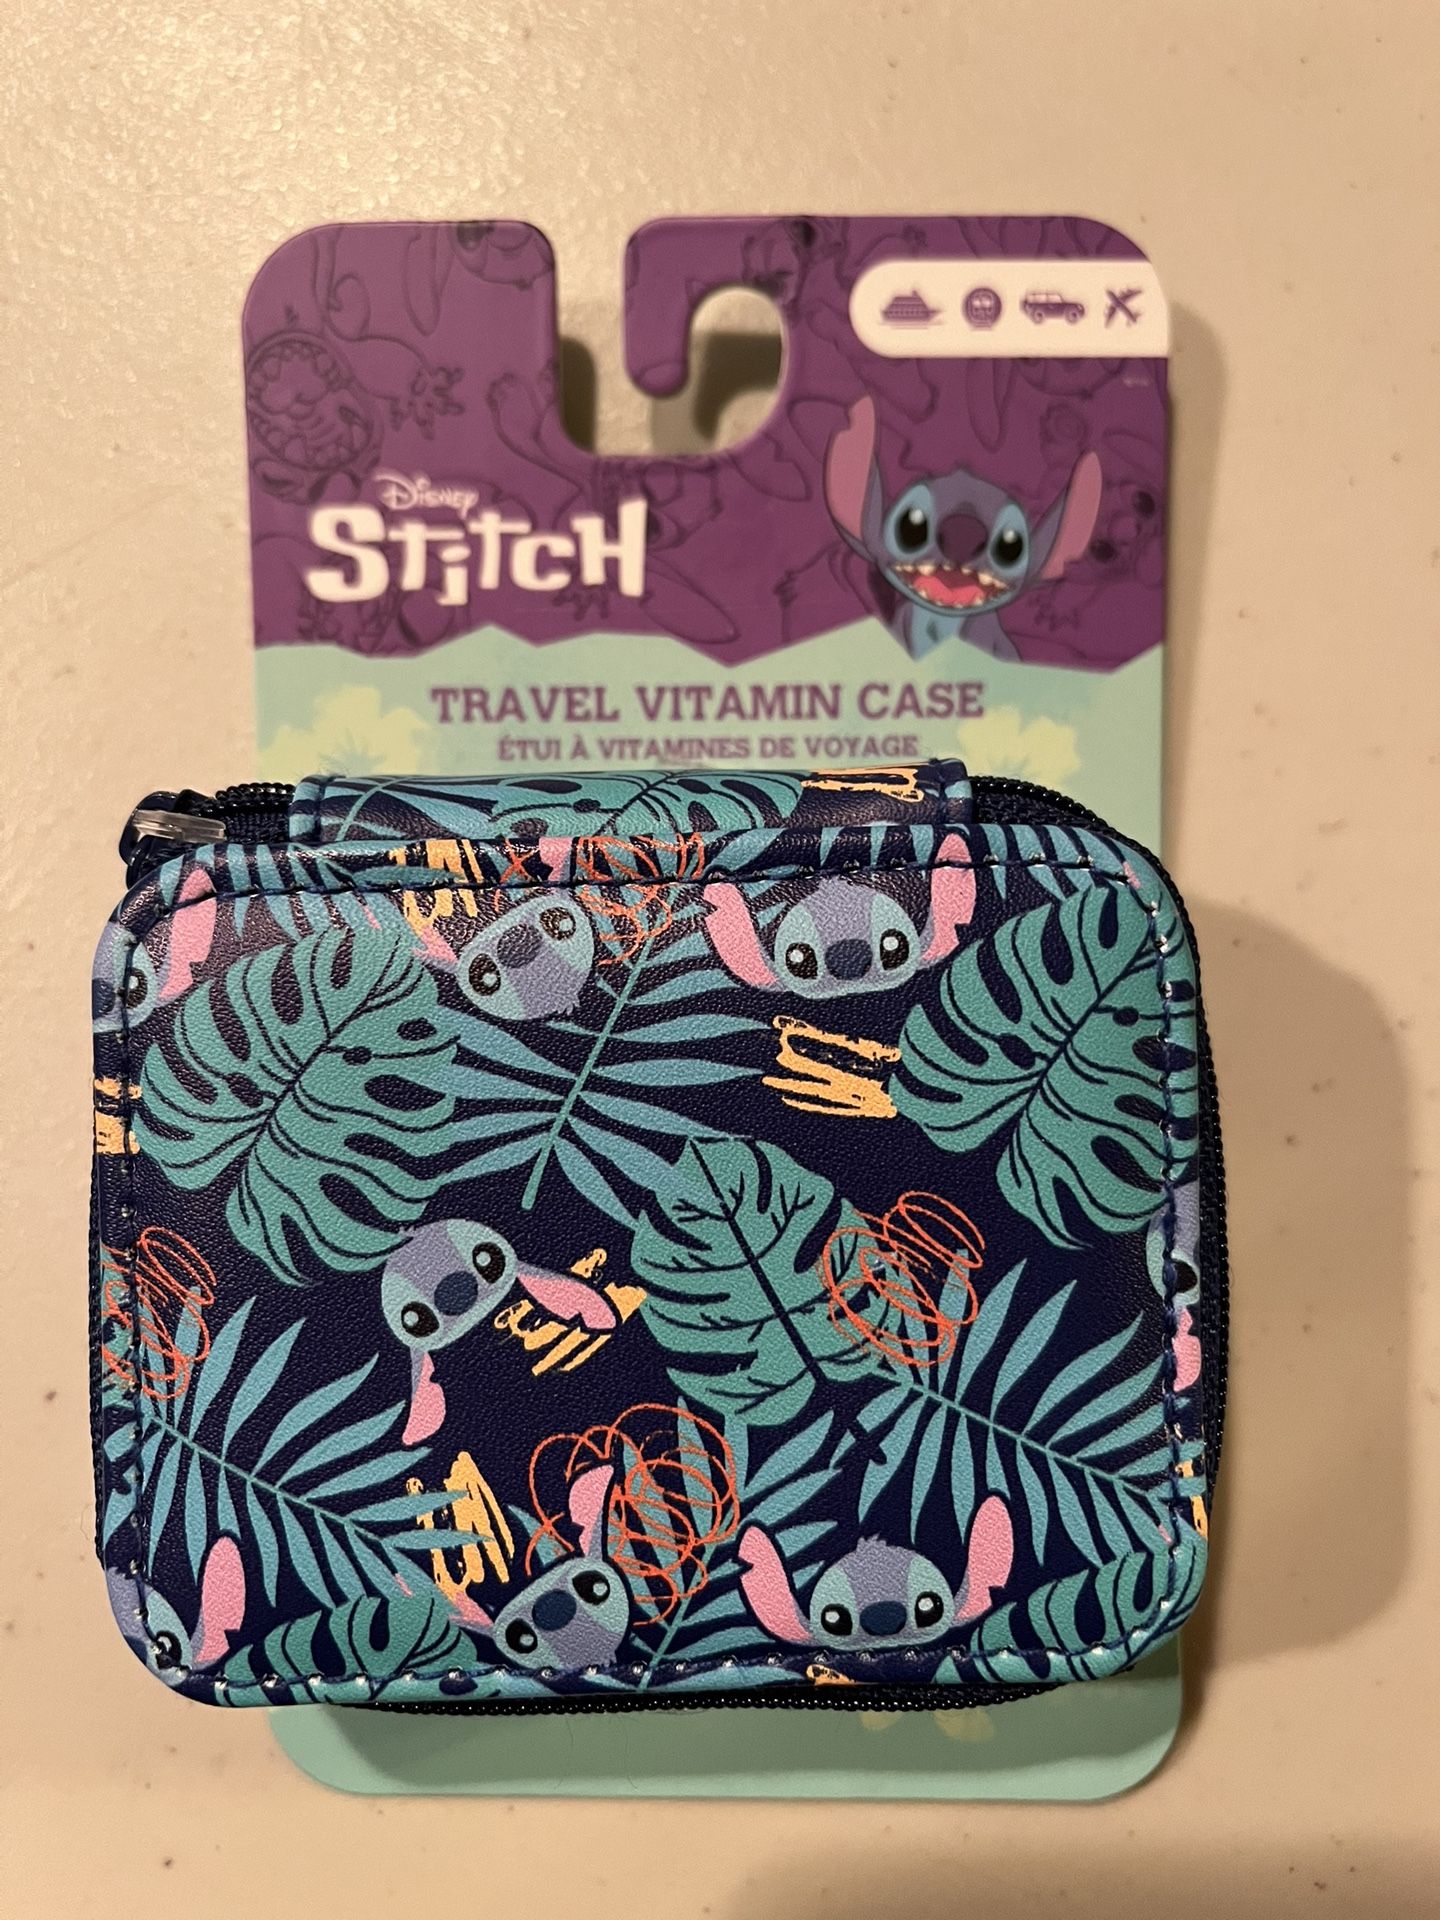 Disney
Stitch
TRAVEL VITAMIN CASE
ÉTUI À VITAMINES DE VOYAGE